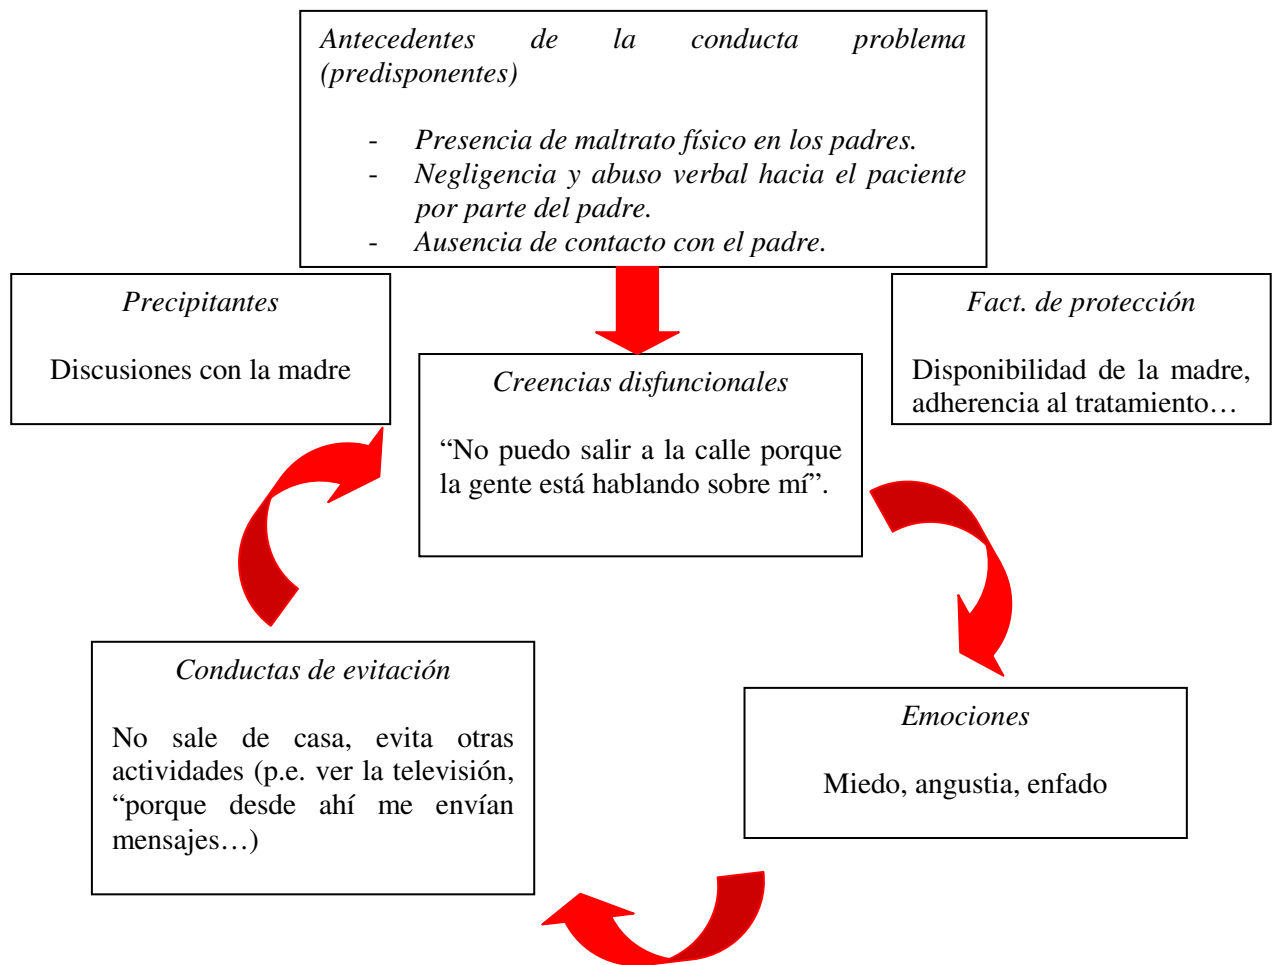 Antecedentes de la conducta problema
(predisponentes)
- Presencia de maltrato físico en los padres.
- Negligencia y abuso verbal hacia el paciente
por parte del padre.
- Ausencia de contacto con el padre.
Precipitantes
Discusiones con la madre
Fact. de protección
Disponibilidad de la madre,
adherencia al tratamiento…
Creencias disfuncionales
“No puedo salir a la calle porque
la gente está hablando sobre mí”.
Conductas de evitación
No sale de casa, evita otras
actividades (p.e. ver la televisión,
“porque desde ahí me envían
mensajes…)
Emociones
Miedo, angustia, enfado